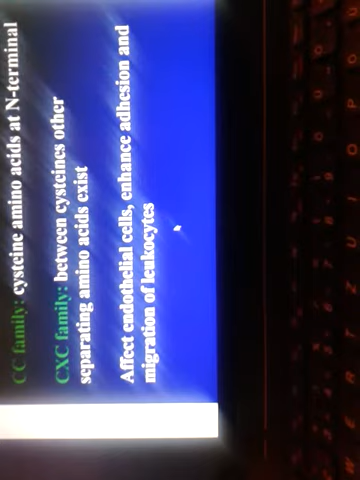 CC family: cysteine amino acids at N-terminal
CXC family: between cysteines other
separating amino acids exist
Affect endothelial cells, enhance adhesion and
migration of leukocytes